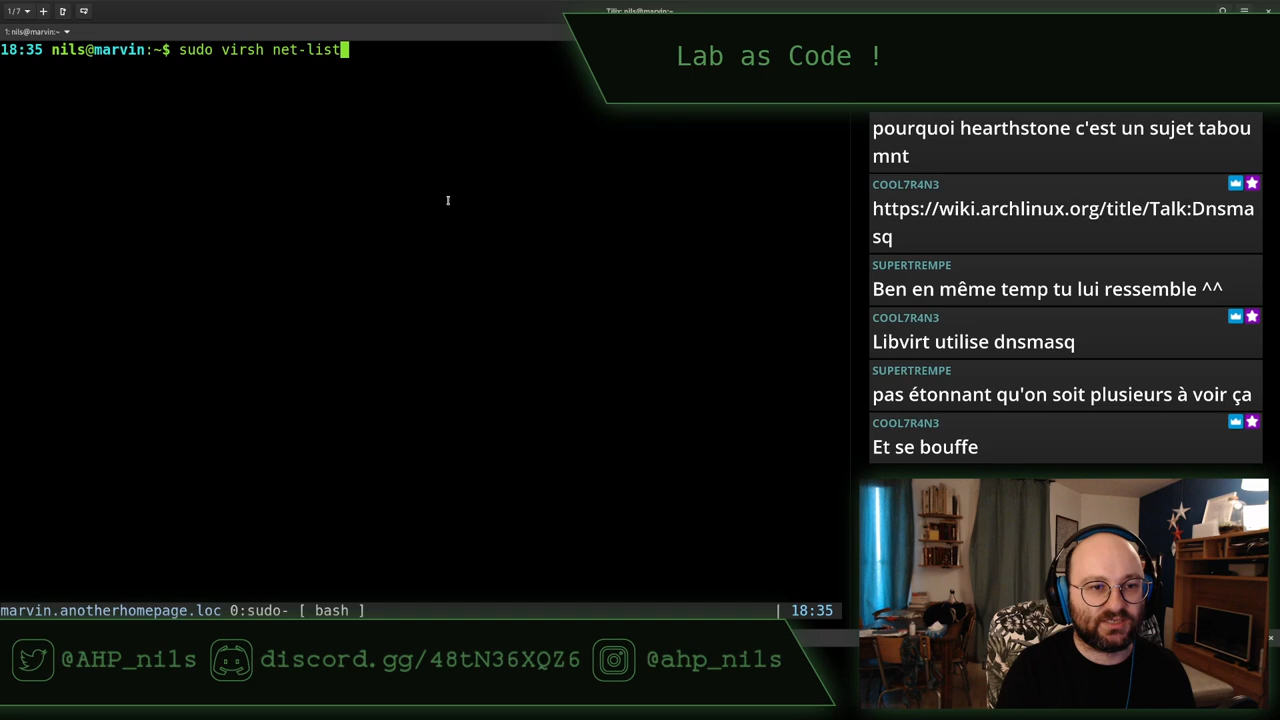 1/7
Tilix: nils@marvin:~
1: nils@marvin:~
18:35 nils@marvin:~$ sudo virsh net-list
Lab as Code !
pourquoi hearthstone c'est un sujet tabou
mnt
COOL7R4N3
https://wiki.archlinux.org/title/Talk:Dnsma
sq
SUPERTREMPE
Ben en même temp tu lui ressemble ^^
COOL7R4N3
Libvirt utilise dnsmasq
SUPERTREMPE
pas étonnant qu'on soit plusieurs à voir ça
COOL7R4N3
Et se bouffe
marvin.anotherhomepage.loc 0:sudo- [ bash ] | 18:35
@AHP_nils discord.gg/48tN36XQZ6 @ahp_nils